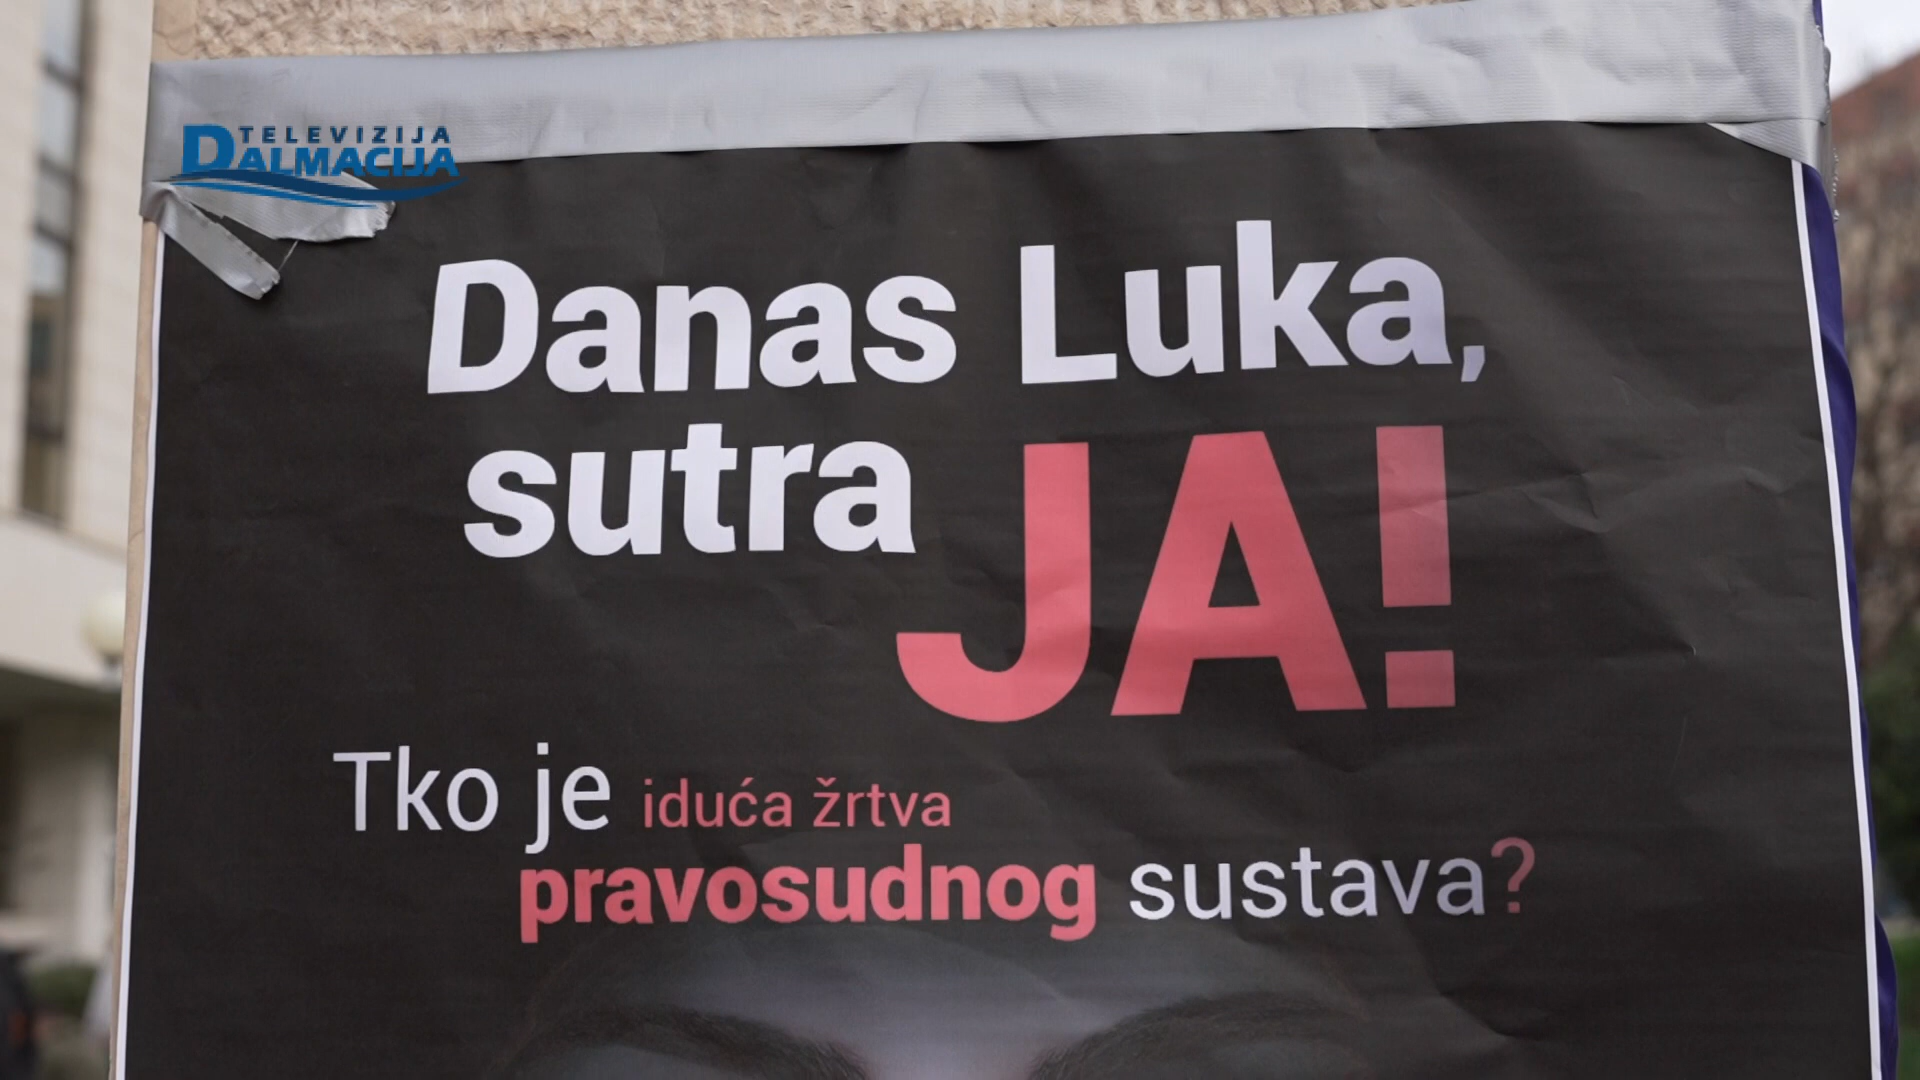 TELEVIZIJA
DALMACIJA
Danas Luka,
sutra JA!
Tko je iduća žrtva
pravosudnog sustava?